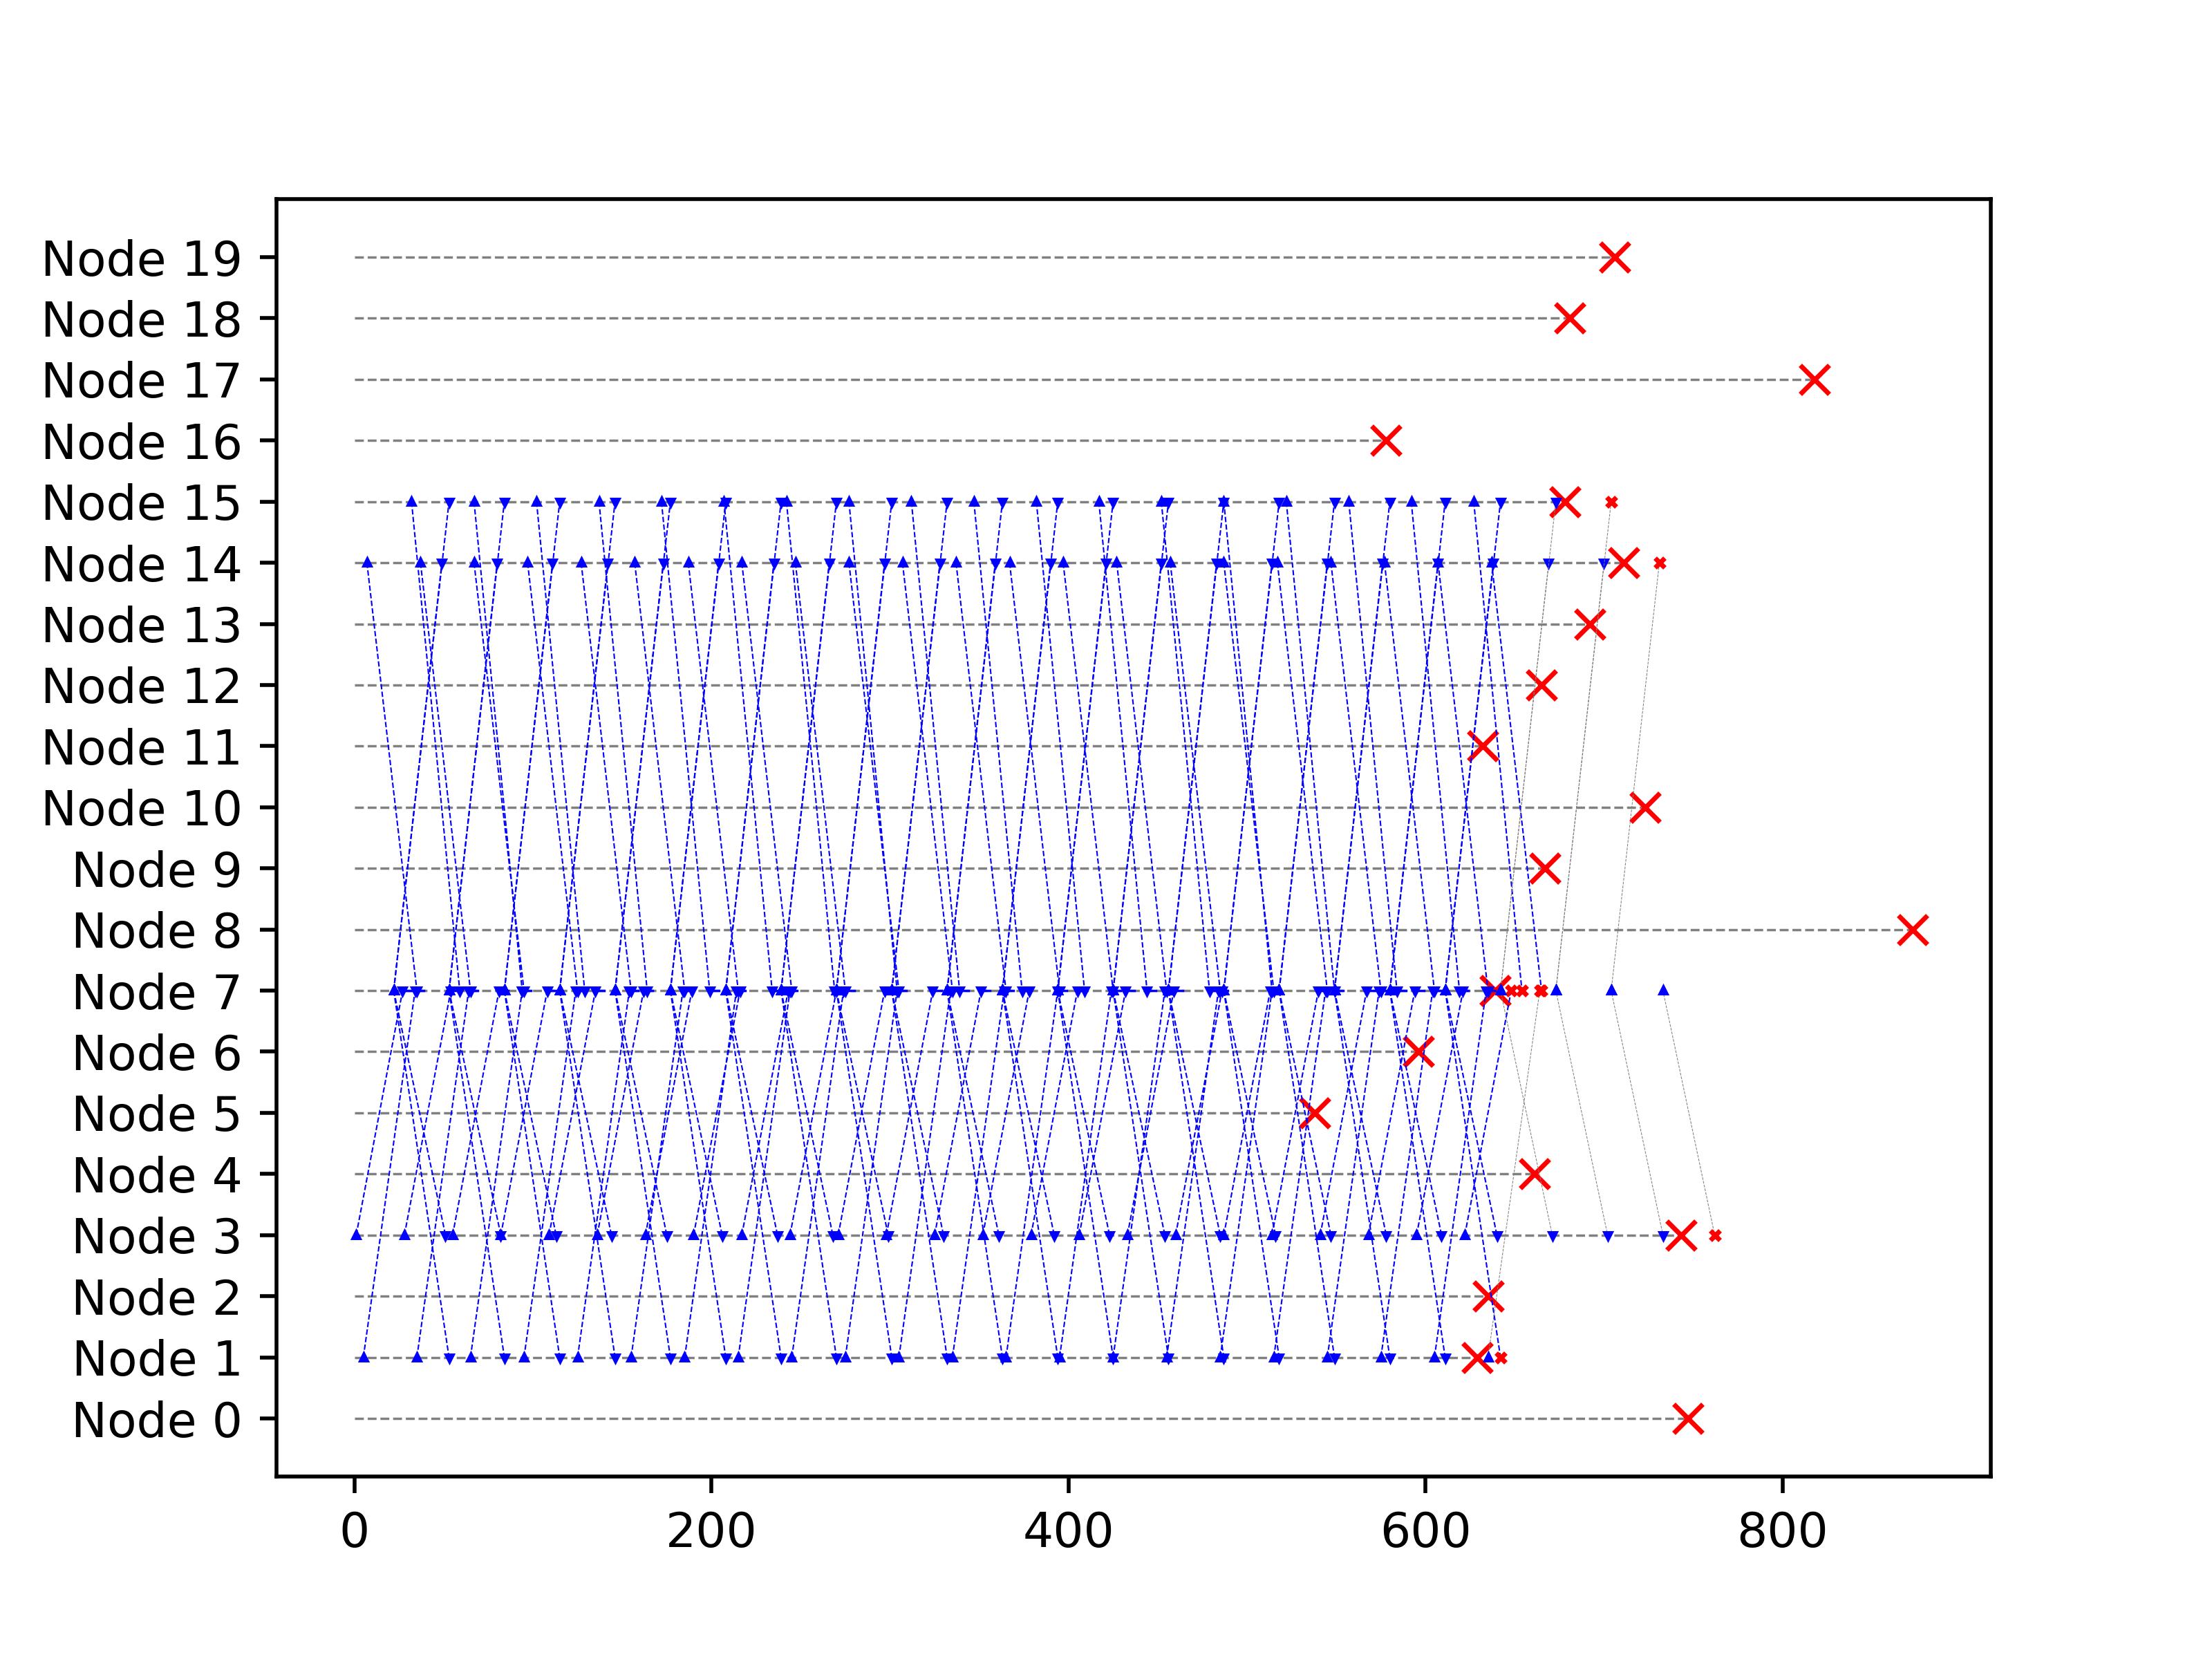 Node 19
Node 18
Node 17
Node 16
Node 15
Node 14
Node 13
Node 12
Node 11
Node 10
Node 9
Node 8
Node 7
Node 6
Node 5
Node 4
Node 3
Node 2
Node 1
Node 0
0 200 400 600 800